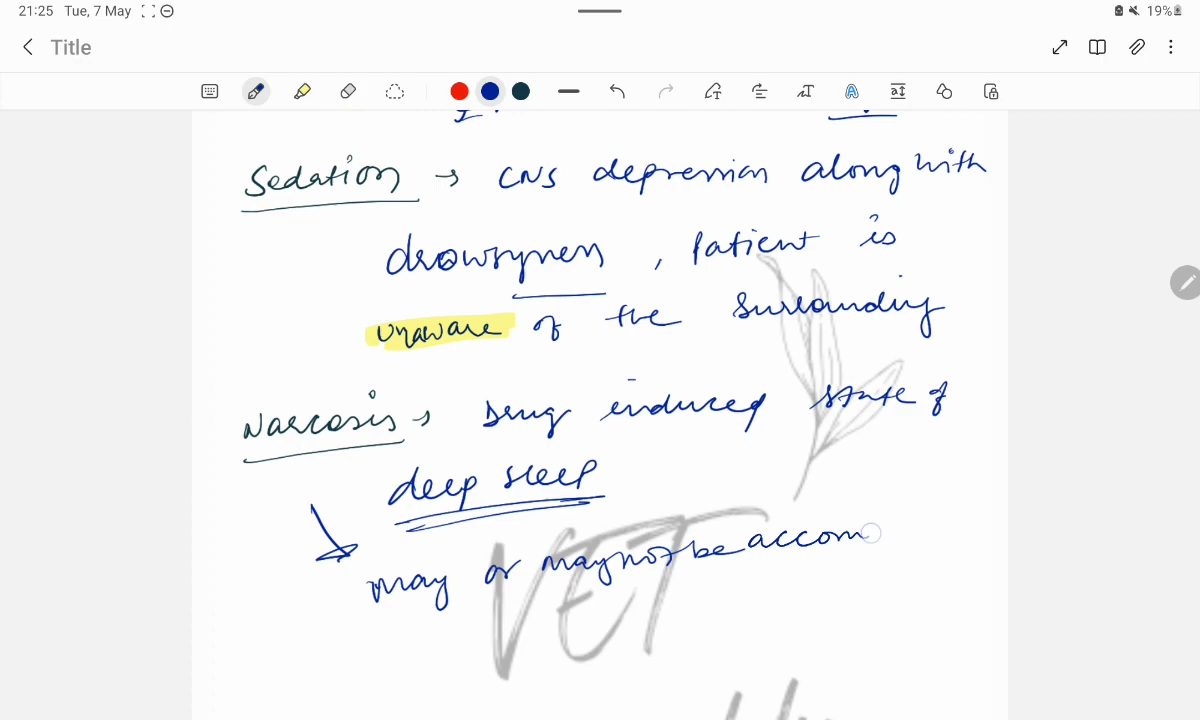 21:25 Tue, 7 May
19%
Title
Sedation → CNS depression along with
drowsyness, Patient is
unaware of the Surrounding
Narcosis → Drug induced state of
deep sleep
may or may not be accom
VET